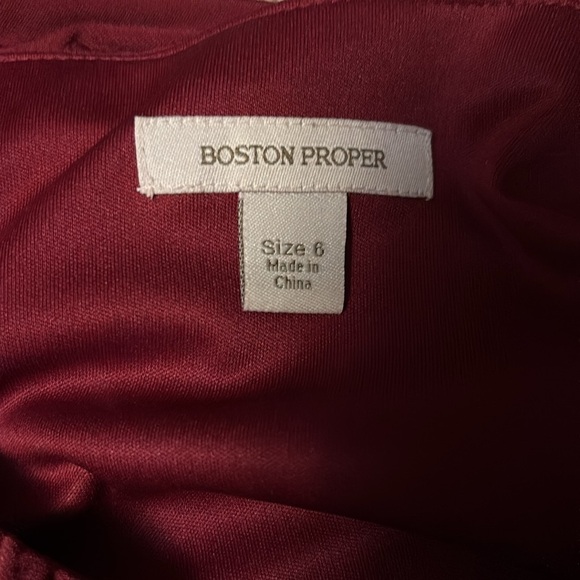 BOSTON PROPER
Size 6
Made in
China